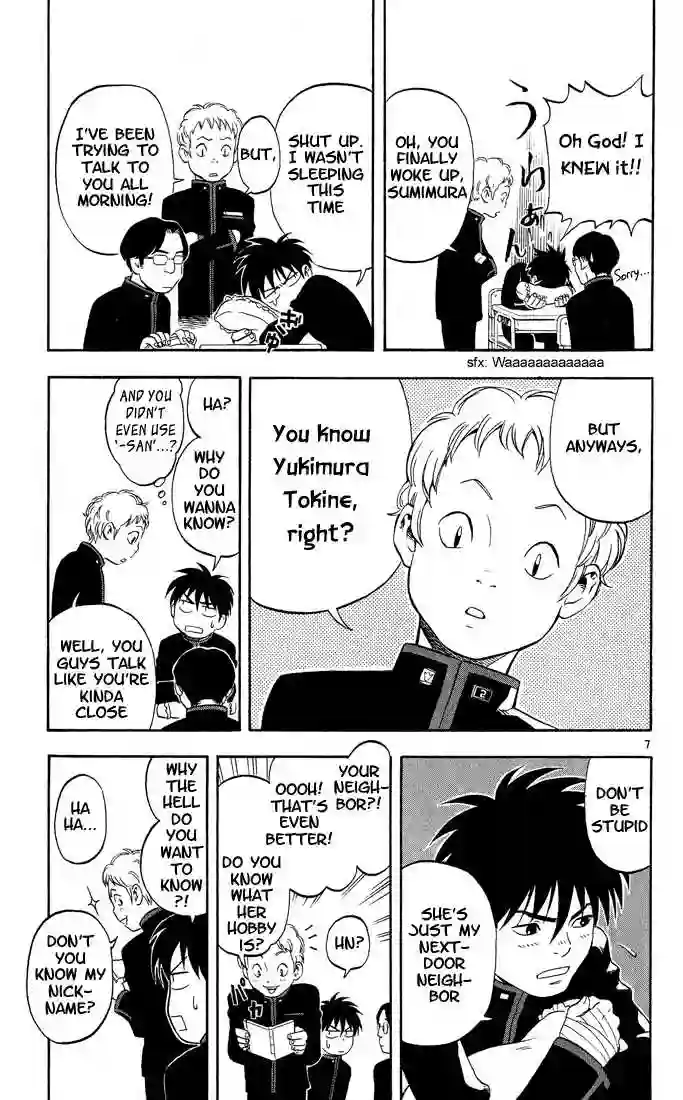 Oh God! I
KNEW it!!
うわぁん
OH, YOU
FINALLY
WOKE UP,
SUMIMURA
Sorry...
sfx: Waaaaaaaaaaaaa
SHUT UP.
I WASN'T
SLEEPING
THIS
TIME
BUT,
I'VE BEEN
TRYING TO
TALK TO
YOU ALL
MORNING!
BUT
ANYWAYS,
You know
Yukimura
Tokine,
right?
HA?
WHY
DO
YOU
WANNA
KNOW?
AND YOU
DIDN'T
EVEN USE
'-SAN'...?
WELL, YOU
GUYS TALK
LIKE YOU'RE
KINDA
CLOSE
7
DON'T
BE
STUPID
SHE'S
JUST MY
NEXT-
DOOR
NEIGH-
BOR
YOUR
NEIGH-
BOR?!
OOOH!
THAT'S
EVEN
BETTER!
DO YOU
KNOW
WHAT
HER
HOBBY
IS?
HN?
WHY
THE
HELL
DO
YOU
WANT
TO
KNOW
?!
HA
HA...
DON'T
YOU
KNOW MY
NICK-
NAME?